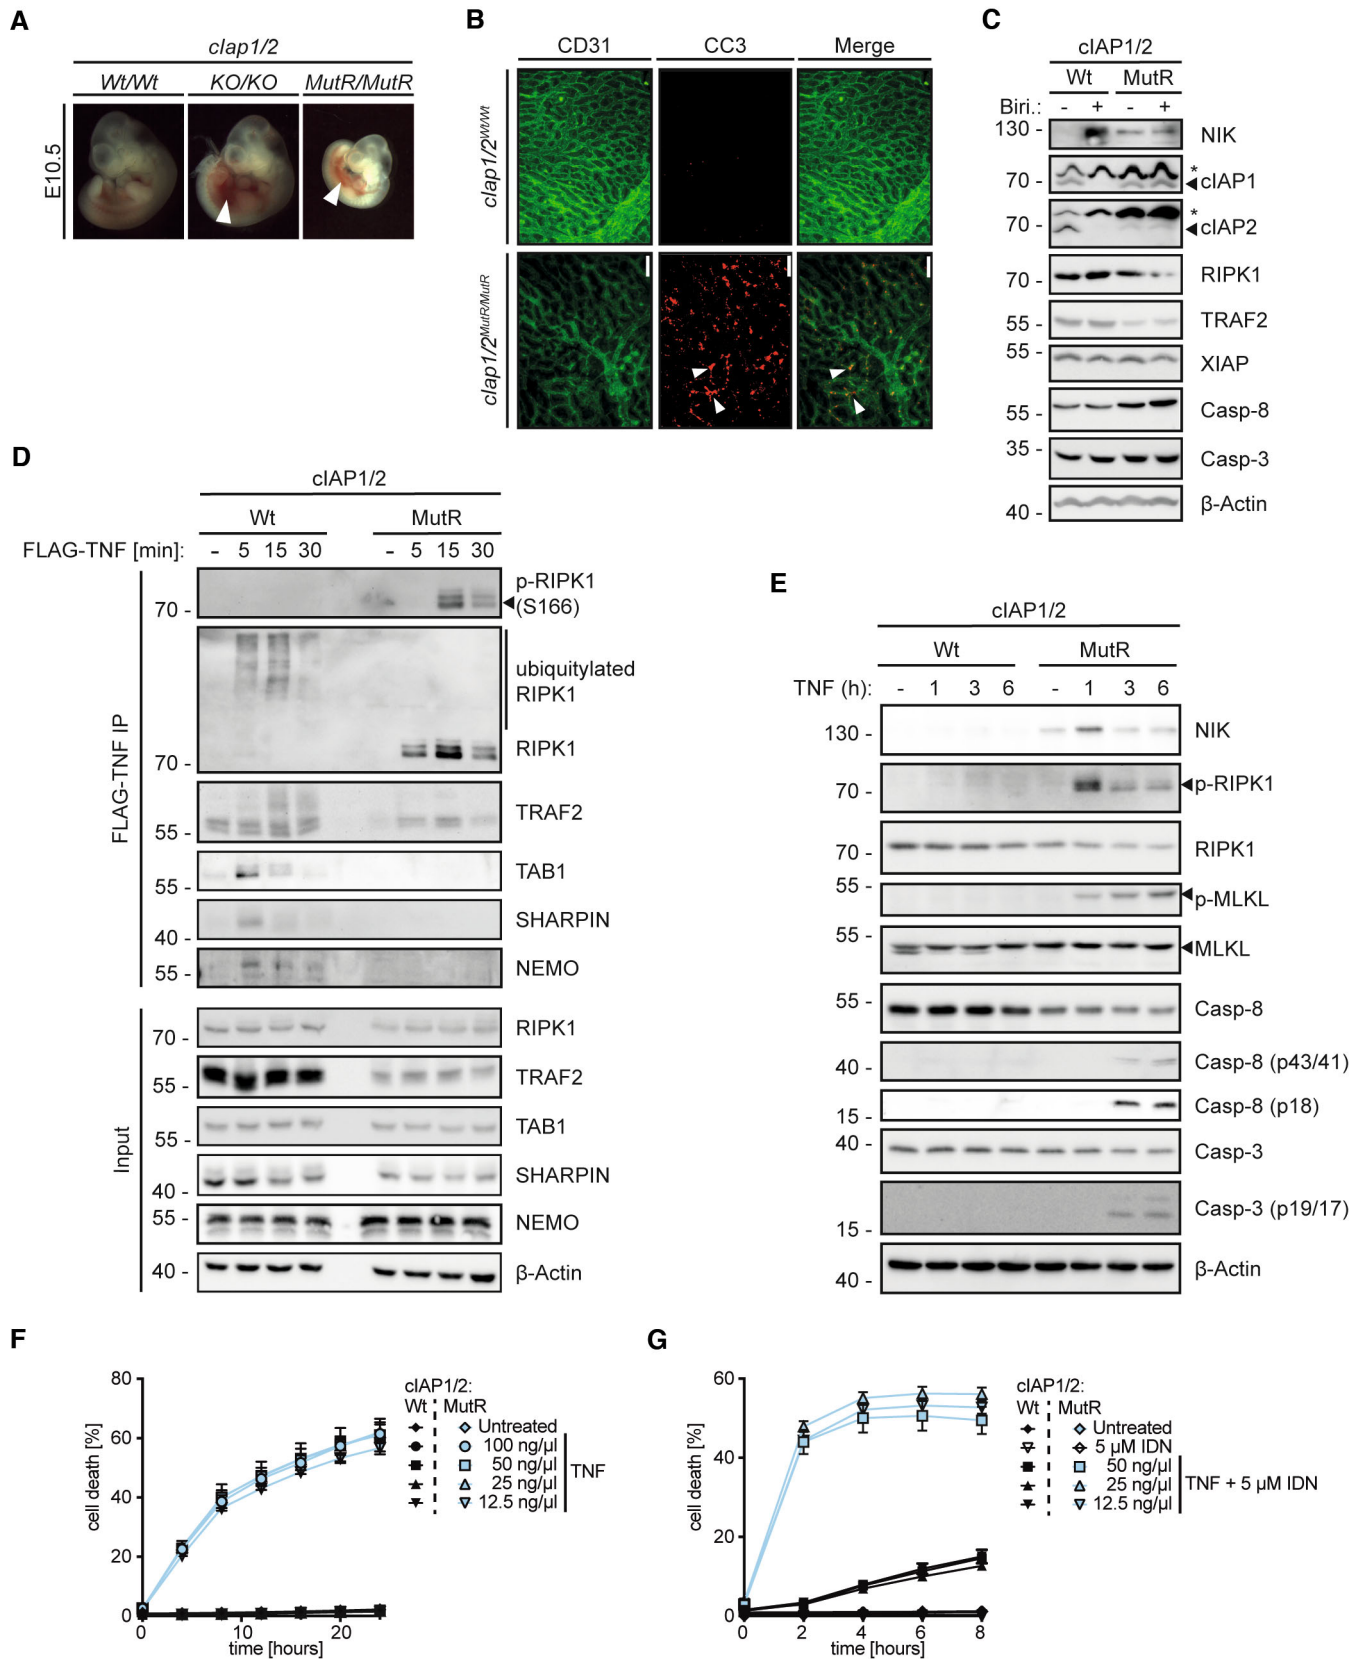 A
cIap1/2
Wt/Wt KO/KO MutR/MutR
E10.5
B
CD31 CC3 Merge
cIap1/2Wt/Wt
cIap1/2MutR/MutR
C
cIAP1/2
Wt MutR
Biri.: - + - +
130 - NIK
*
70 - cIAP1
*
70 - cIAP2
70 - RIPK1
55 - TRAF2
55 - XIAP
55 - Casp-8
35 - Casp-3
40 - β-Actin
D
cIAP1/2
Wt MutR
FLAG-TNF [min]: - 5 15 30 - 5 15 30
FLAG-TNF IP
p-RIPK1
70 - (S166)
ubiquitylated
RIPK1
RIPK1
70 -
TRAF2
55 -
TAB1
55 -
SHARPIN
40 -
NEMO
55 -
Input
RIPK1
70 -
TRAF2
55 -
TAB1
55 -
SHARPIN
40 -
55 - NEMO
40 - β-Actin
E
cIAP1/2
Wt MutR
TNF (h): - 1 3 6 - 1 3 6
130 - NIK
70 - p-RIPK1
70 - RIPK1
55 - p-MLKL
55 - MLKL
55 - Casp-8
40 - Casp-8 (p43/41)
15 - Casp-8 (p18)
40 - Casp-3
15 - Casp-3 (p19/17)
40 - β-Actin
F
cell death [%]
80
60
40
20
0
0 10 20
time [hours]
cIAP1/2:
Wt MutR
Untreated
100 ng/µl
50 ng/µl
25 ng/µl
12.5 ng/µl
TNF
G
cell death [%]
60
40
20
0
0 2 4 6 8
time [hours]
cIAP1/2:
Wt MutR
Untreated
5 µM IDN
50 ng/µl
25 ng/µl
12.5 ng/µl
TNF + 5 µM IDN